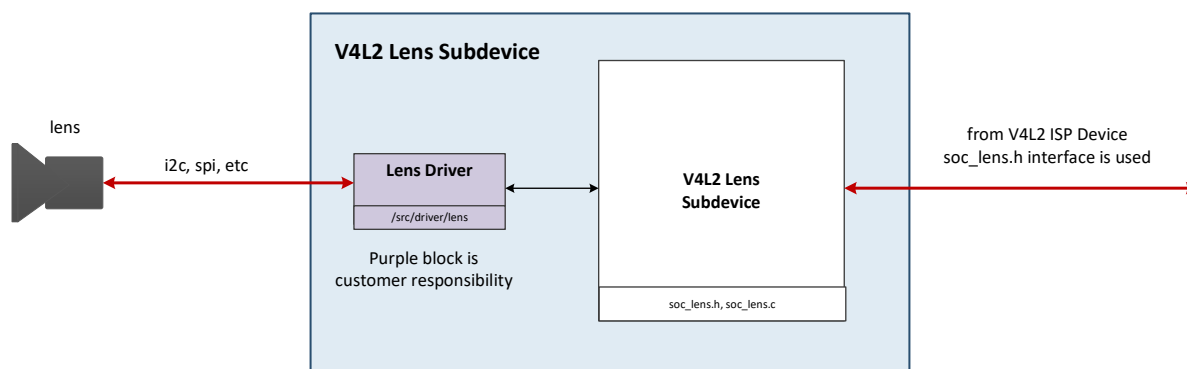 V4L2 Lens Subdevice
lens
i2c, spi, etc
Lens Driver
/src/driver/lens
Purple block is
customer responsibility
V4L2 Lens
Subdevice
soc_lens.h, soc_lens.c
from V4L2 ISP Device
soc_lens.h interface is used